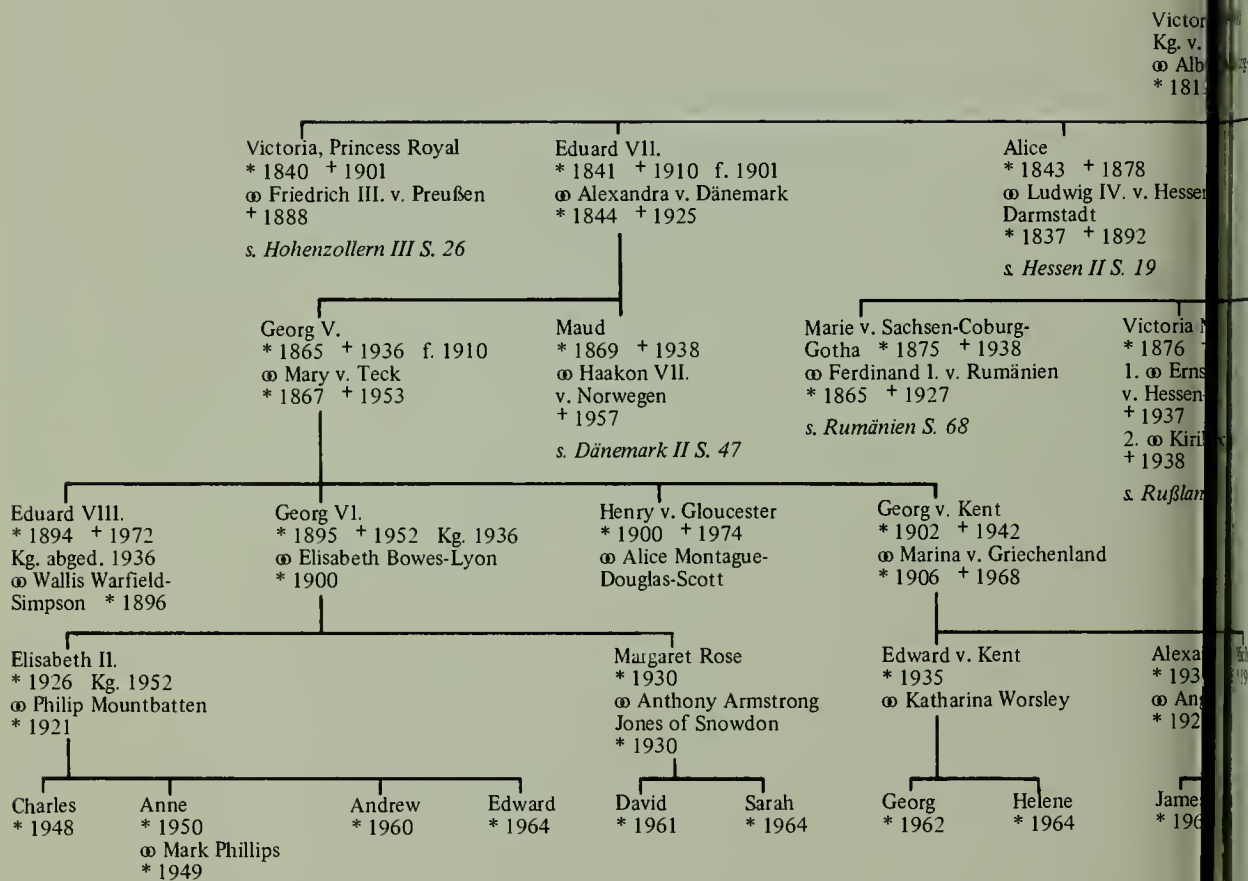 Kg. v.
⚭ Alb
* 181
Victoria, Princess Royal
* 1840 + 1901
⚭ Friedrich III. v. Preußen
+ 1888
s. Hohenzollern III S. 26
Eduard VII.
* 1841 + 1910 f. 1901
⚭ Alexandra v. Dänemark
* 1844 + 1925
Alice
* 1843 + 1878
⚭ Ludwig IV. v. Hessen
Darmstadt
* 1837 + 1892
s. Hessen II S. 19
Georg V.
* 1865 + 1936 f. 1910
⚭ Mary v. Teck
* 1867 + 1953
Maud
* 1869 + 1938
⚭ Haakon VII.
v. Norwegen
+ 1957
s. Dänemark II S. 47
Marie v. Sachsen-Coburg-
Gotha * 1875 + 1938
⚭ Ferdinand I. v. Rumänien
* 1865 + 1927
s. Rumänien S. 68
Victoria
* 1876
1. ⚭ Erns
v. Hessen-
+ 1937
2. ⚭ Kiril
+ 1938
s. Rußlan
Eduard VIII.
* 1894 + 1972
Kg. abged. 1936
⚭ Wallis Warfield-
Simpson * 1896
Georg VI.
* 1895 + 1952 Kg. 1936
⚭ Elisabeth Bowes-Lyon
* 1900
Henry v. Gloucester
* 1900 + 1974
⚭ Alice Montague-
Douglas-Scott
Georg v. Kent
* 1902 + 1942
⚭ Marina v. Griechenland
* 1906 + 1968
Elisabeth II.
* 1926 Kg. 1952
⚭ Philip Mountbatten
* 1921
Margaret Rose
* 1930
⚭ Anthony Armstrong
Jones of Snowdon
* 1930
Edward v. Kent
* 1935
⚭ Katharina Worsley
Alexa
* 193
⚭ Ang
* 192
Charles
* 1948
Anne
* 1950
⚭ Mark Phillips
* 1949
Andrew
* 1960
Edward
* 1964
David
* 1961
Sarah
* 1964
Georg
* 1962
Helene
* 1964
James
* 196